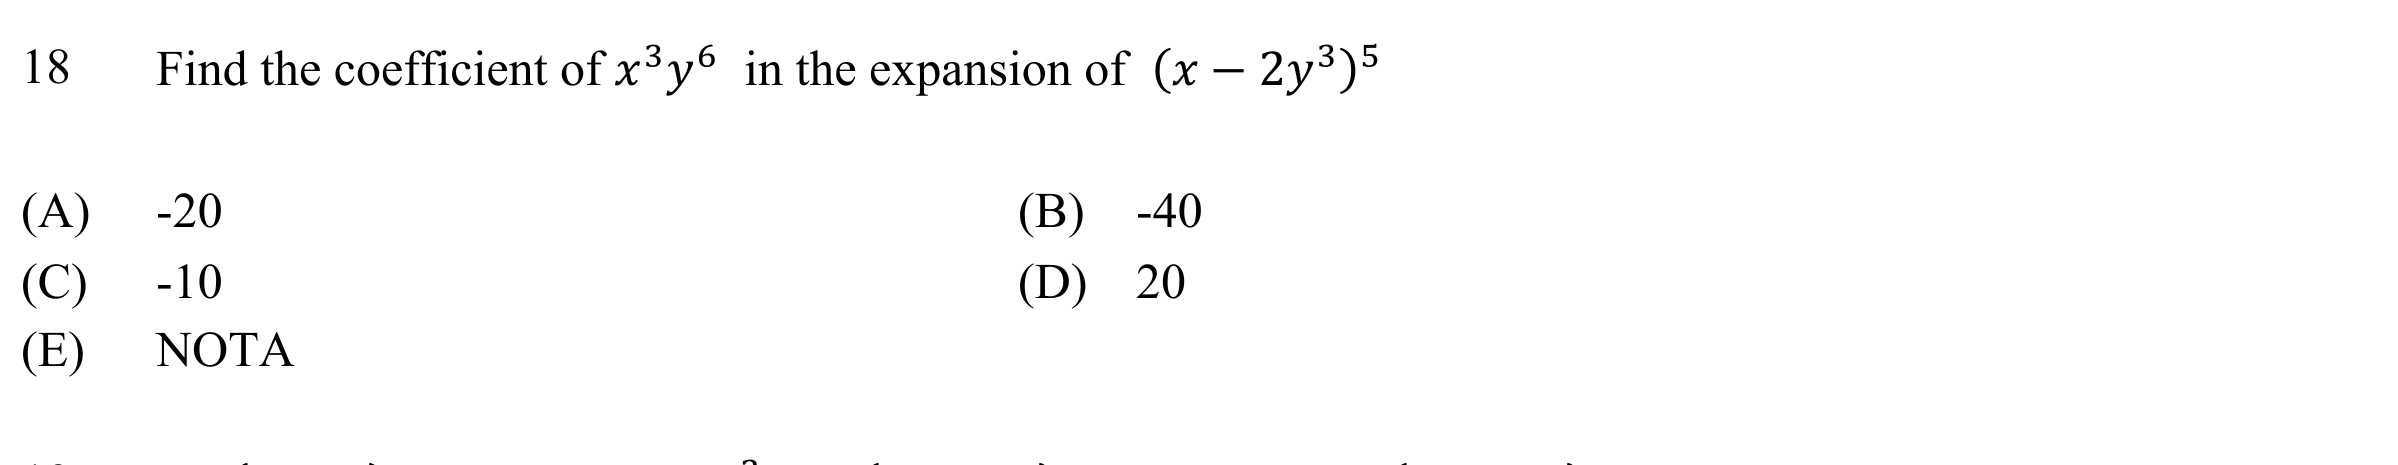 18 Find the coefficient of x³y⁶ in the expansion of (x − 2y³)⁵
(A) -20 (B) -40
(C) -10 (D) 20
(E) NOTA